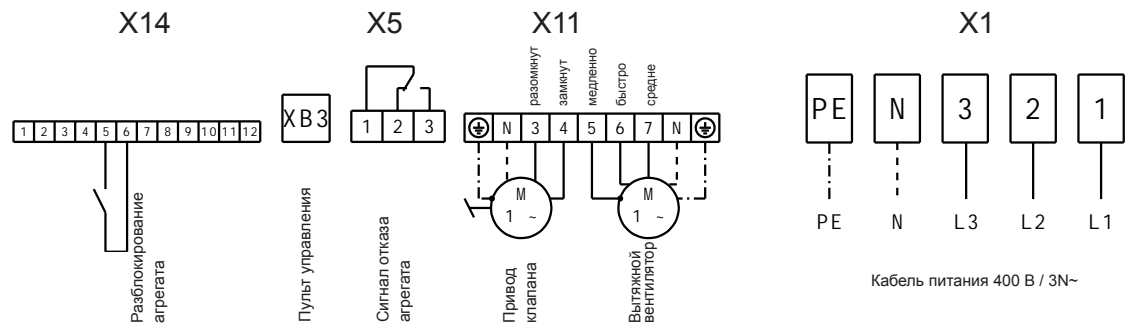 X14
X5
X11
X1
разомкнут
замкнут
медленно
быстро
средне
1 2 3 4 5 6 7 8 9 10 11 12
XB3
1 2 3
N 3 4 5 6 7 N
PE N 3 2 1
M
1 ~
M
1 ~
PE N L3 L2 L1
Разблокирование
агрегата
Пульт управления
Сигнал отказа
агрегата
Привод
клапана
Вытяжной
вентилятор
Кабель питания 400 В / 3N~